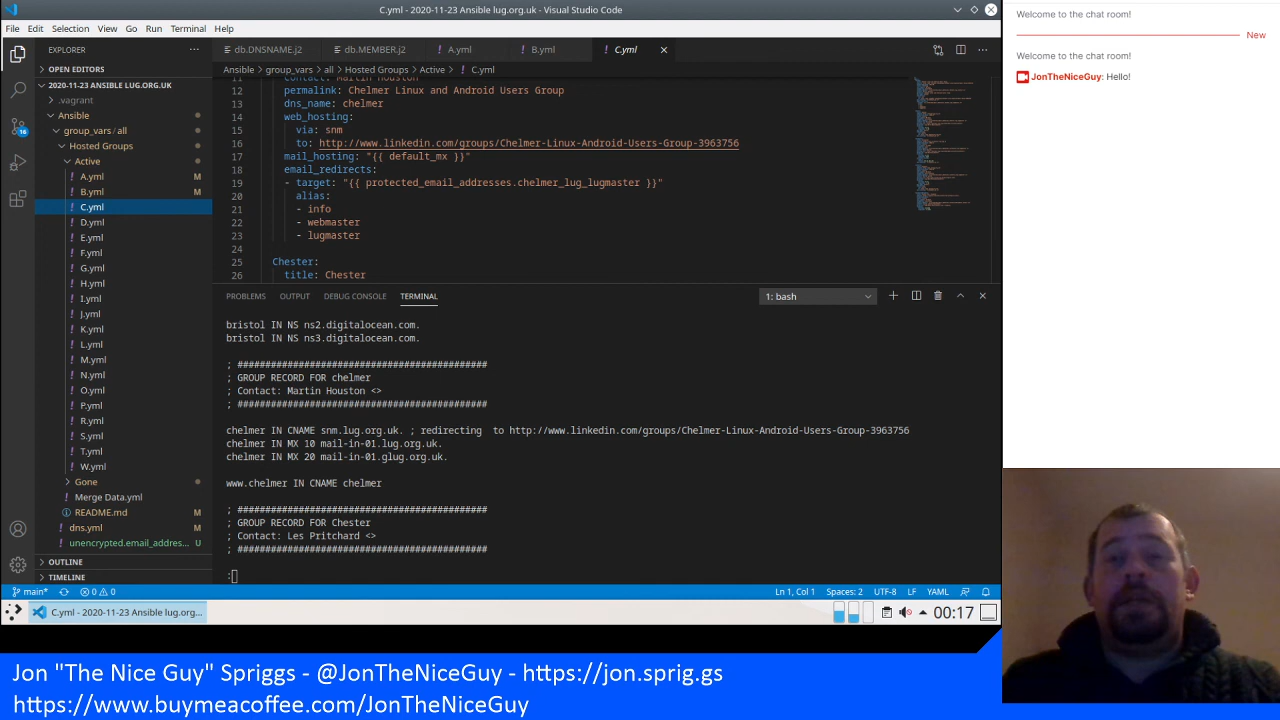 C.yml - 2020-11-23 Ansible lug.org.uk - Visual Studio Code
File Edit Selection View Go Run Terminal Help
EXPLORER
OPEN EDITORS
2020-11-23 ANSIBLE LUG.ORG.UK
.vagrant
Ansible
group_vars / all
Hosted Groups
Active
! A.yml M
! B.yml M
! C.yml
! D.yml
! E.yml
! F.yml
! G.yml
! H.yml
! I.yml
! J.yml
! K.yml
! L.yml
! M.yml
! N.yml
! O.yml
! P.yml
! R.yml
! S.yml
! T.yml
! W.yml
Gone
! Merge Data.yml
README.md
! dns.yml
! unencrypted.email_addres... U
OUTLINE
TIMELINE
16
db.DNSNAME.j2 db.MEMBER.j2 ! A.yml ! B.yml ! C.yml
Ansible > group_vars > all > Hosted Groups > Active > ! C.yml
11 contact: Martin Houston
12 permalink: Chelmer Linux and Android Users Group
13 dns_name: chelmer
14 web_hosting:
15 via: snm
16 to: http://www.linkedin.com/groups/Chelmer-Linux-Android-Users-Group-3963756
17 mail_hosting: "{{ default_mx }}"
18 email_redirects:
19 - target: "{{ protected_email_addresses.chelmer_lug_lugmaster }}"
20 alias:
21 - info
22 - webmaster
23 - lugmaster
24
25 Chester:
26 title: Chester
PROBLEMS OUTPUT DEBUG CONSOLE TERMINAL 1: bash
bristol IN NS ns2.digitalocean.com.
bristol IN NS ns3.digitalocean.com.
; #############################################
; GROUP RECORD FOR chelmer
; Contact: Martin Houston <>
; #############################################
chelmer IN CNAME snm.lug.org.uk. ; redirecting  to http://www.linkedin.com/groups/Chelmer-Linux-Android-Users-Group-3963756
chelmer IN MX 10 mail-in-01.lug.org.uk.
chelmer IN MX 20 mail-in-01.glug.org.uk.
www.chelmer IN CNAME chelmer
; #############################################
; GROUP RECORD FOR Chester
; Contact: Les Pritchard <>
; #############################################
:
main* 0 0 Ln 1, Col 1 Spaces: 2 UTF-8 LF YAML
C.yml - 2020-11-23 Ansible lug.org... 00:17
Welcome to the chat room!
New
Welcome to the chat room!
JonTheNiceGuy: Hello!
Jon "The Nice Guy" Spriggs - @JonTheNiceGuy - https://jon.sprig.gs
https://www.buymeacoffee.com/JonTheNiceGuy